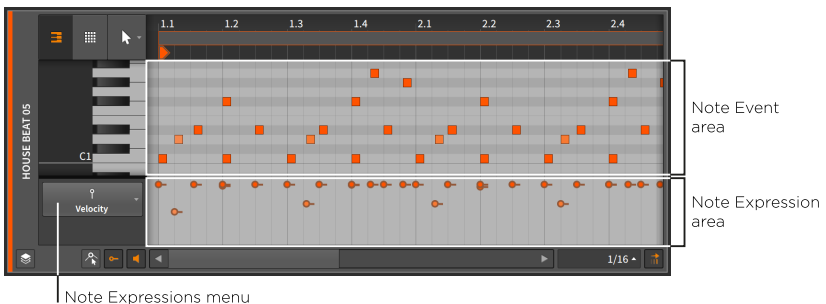 1.1 1.2 1.3 1.4 2.1 2.2 2.3 2.4
HOUSE BEAT 05
C1
Note Event
area
Velocity
Note Expression
area
1/16
Note Expressions menu